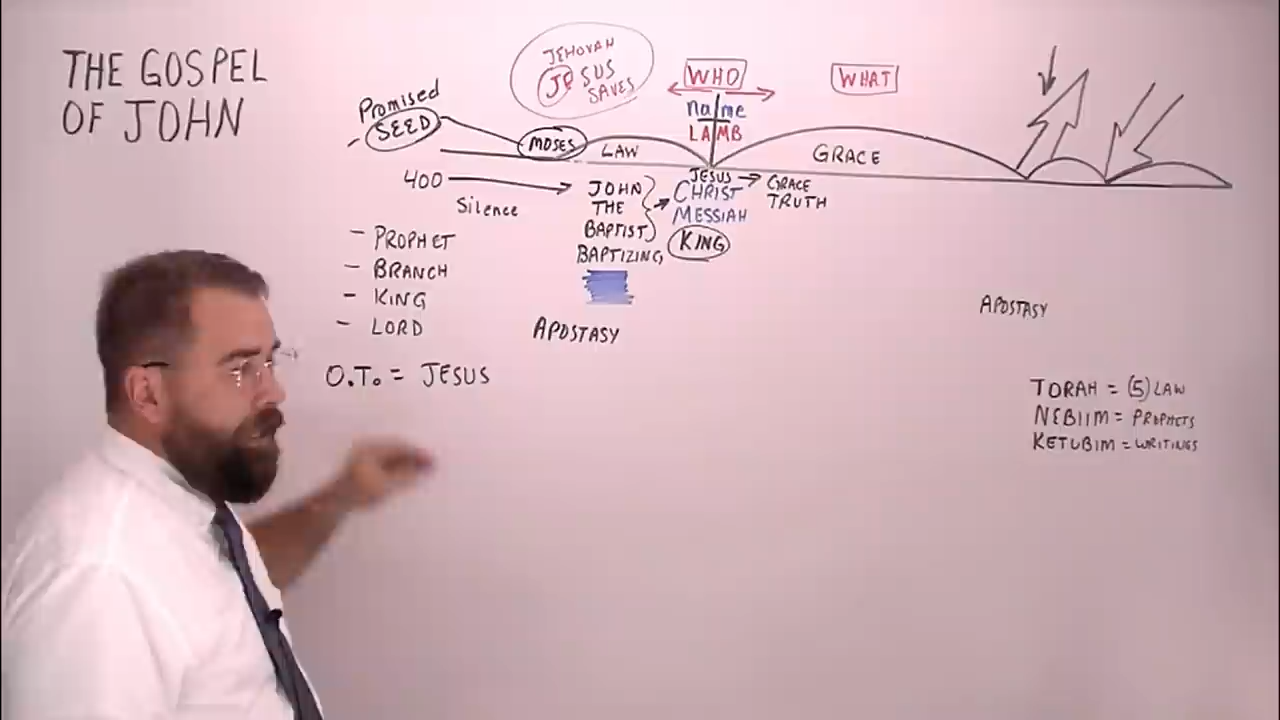 THE GOSPEL
OF JOHN
Promised
SEED
JEHOVAH
JESUS
SAVES
WHO
WHAT
name
LAMB
MOSES
LAW
GRACE
400
Silence
JOHN
THE
BAPTIST
BAPTIZING
JESUS
CHRIST
MESSIAH
KING
GRACE
TRUTH
- PROPHET
- BRANCH
- KING
- LORD
APOSTASY
APOSTASY
O.T. = JESUS
TORAH = (5) LAW
NEBIIM = PROPHETS
KETUBIM = WRITINGS